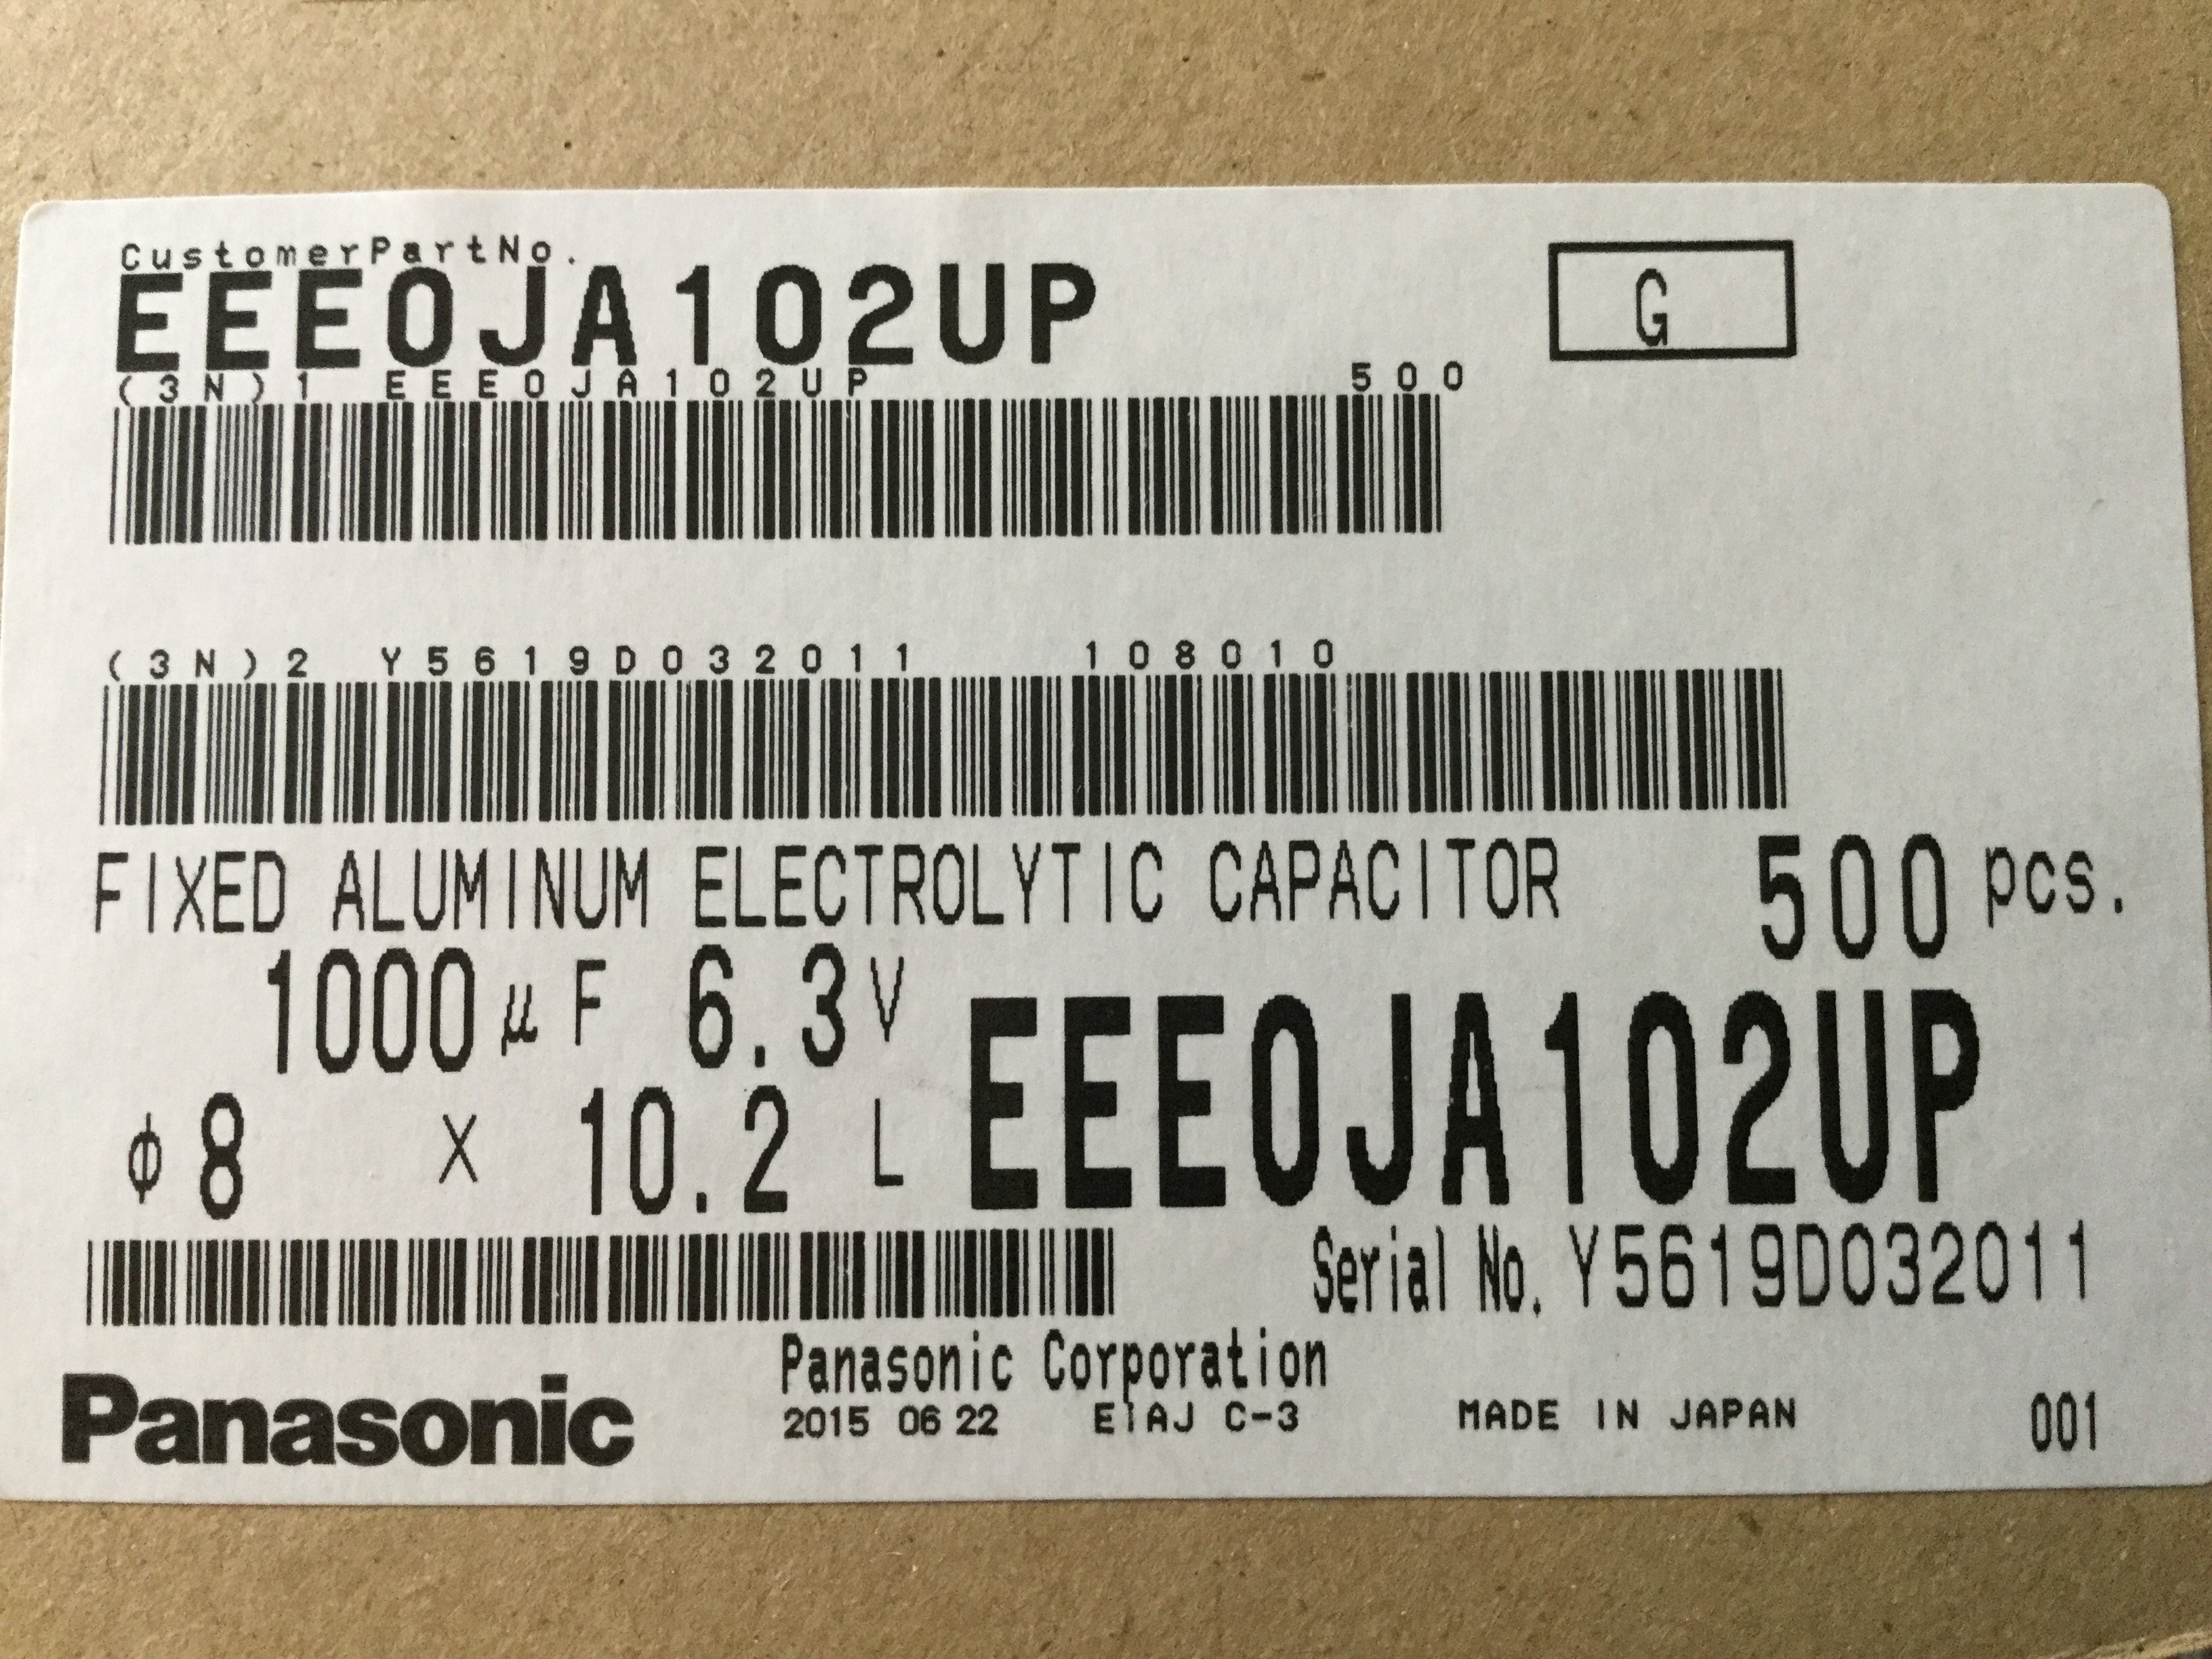 CustomerPartNo.
EEE0JA102UP
G
(3N)1 EEE0JA102UP 500
(3N)2 Y5619D032011 108010
FIXED ALUMINUM ELECTROLYTIC CAPACITOR 500 pcs.
1000 μF 6.3V
EEE0JA102UP
φ8 × 10.2 L
Serial No. Y5619D032011
Panasonic Corporation
Panasonic 2015 06 22 EIAJ C-3 MADE IN JAPAN 001